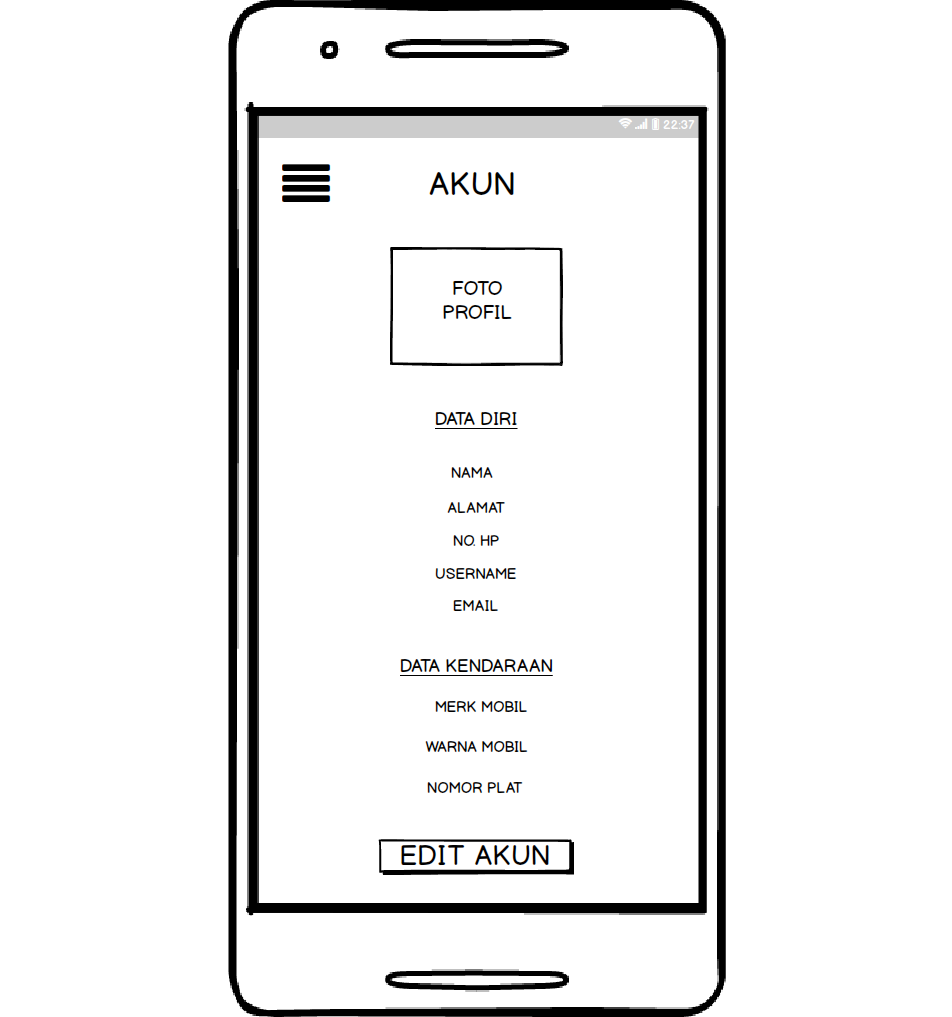 22:37
AKUN
FOTO
PROFIL
DATA DIRI
NAMA
ALAMAT
NO. HP
USERNAME
EMAIL
DATA KENDARAAN
MERK MOBIL
WARNA MOBIL
NOMOR PLAT
EDIT AKUN